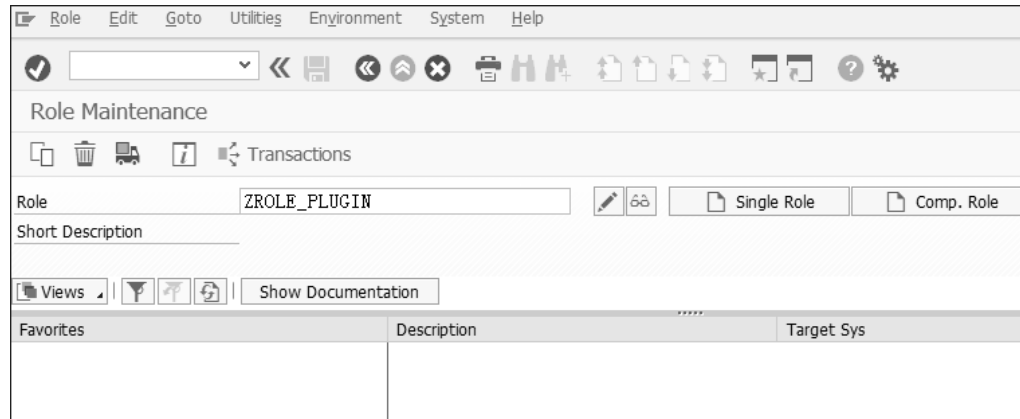 Role Edit Goto Utilities Environment System Help
Role Maintenance
Transactions
Role ZROLE_PLUGIN Single Role Comp. Role
Short Description
Views Show Documentation
Favorites Description Target Sys